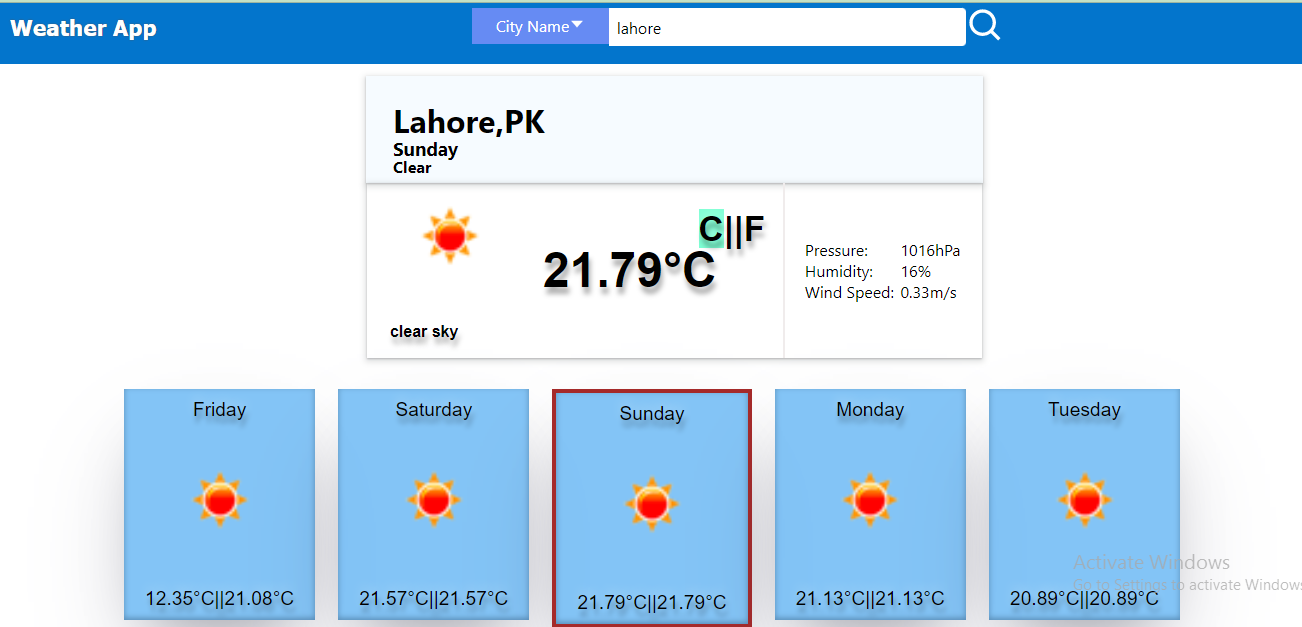 Weather App
City Name
lahore
Lahore,PK
Sunday
Clear
C||F
21.79°C
clear sky
Pressure: 1016hPa
Humidity: 16%
Wind Speed: 0.33m/s
Friday
12.35°C||21.08°C
Saturday
21.57°C||21.57°C
Sunday
21.79°C||21.79°C
Monday
21.13°C||21.13°C
Tuesday
20.89°C||20.89°C
Activate Windows
Go to Settings to activate Windows